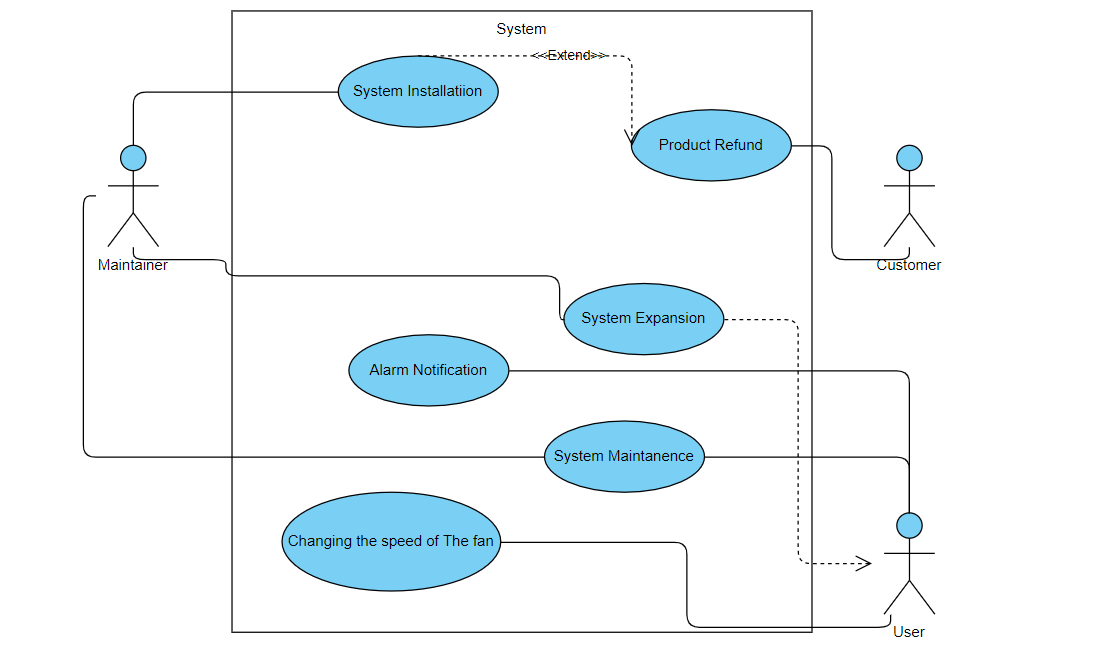 System
<<Extend>>
System Installatiion
Product Refund
Maintainer
Customer
System Expansion
Alarm Notification
System Maintanence
Changing the speed of The fan
User